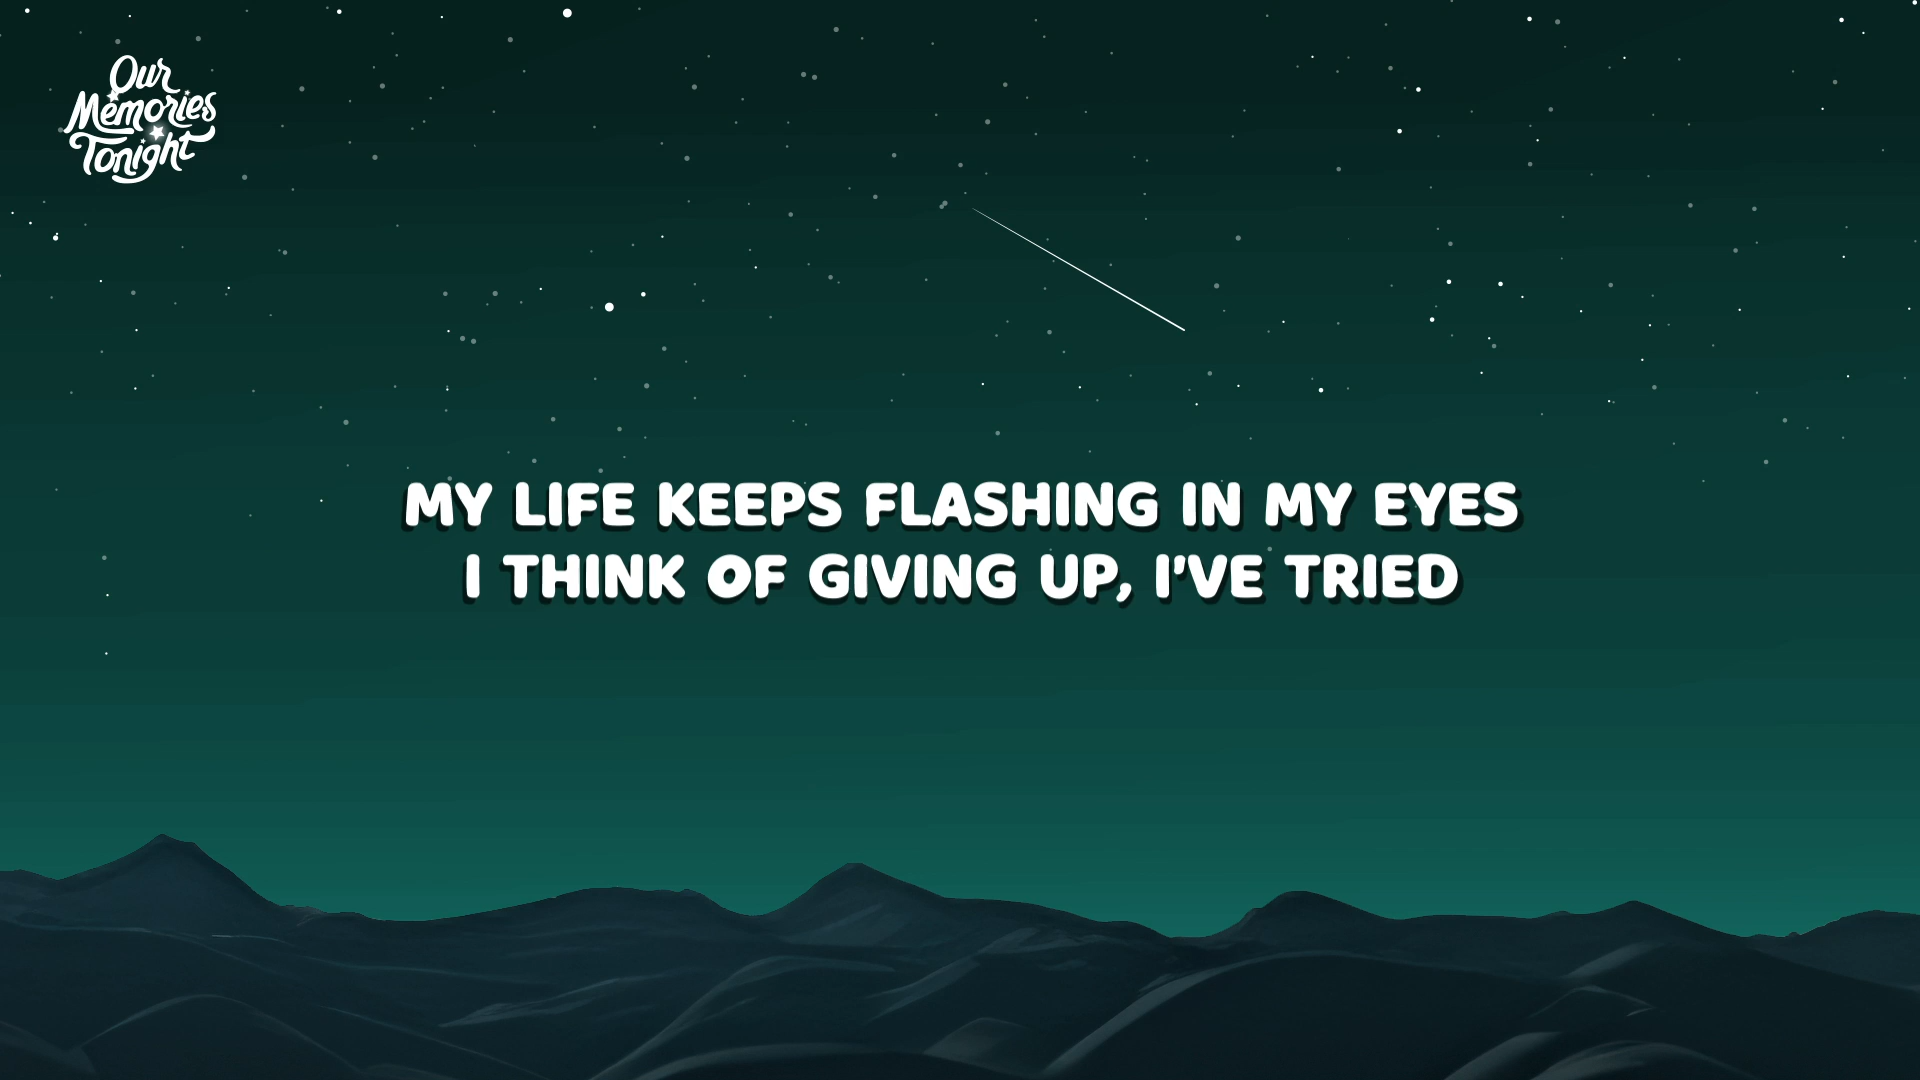 Our
Memories
Tonight
MY LIFE KEEPS FLASHING IN MY EYES
I THINK OF GIVING UP, I'VE TRIED